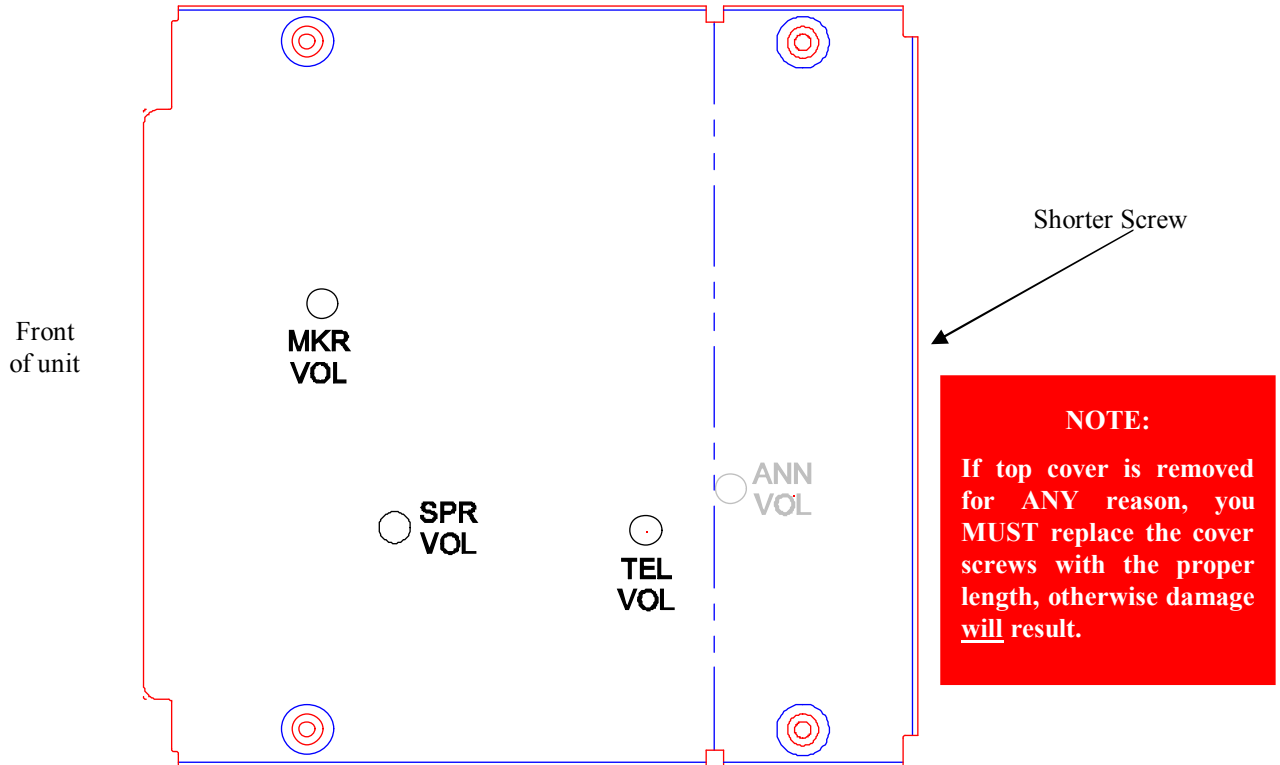 Shorter Screw
Front
of unit
MKR
VOL
ANN
VOL
SPR
VOL
TEL
VOL
NOTE:
If top cover is removed
for ANY reason, you
MUST replace the cover
screws with the proper
length, otherwise damage
will result.